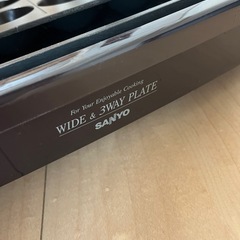 For Your Enjoyable Cooking
WIDE & 3WAY PLATE
SANYO